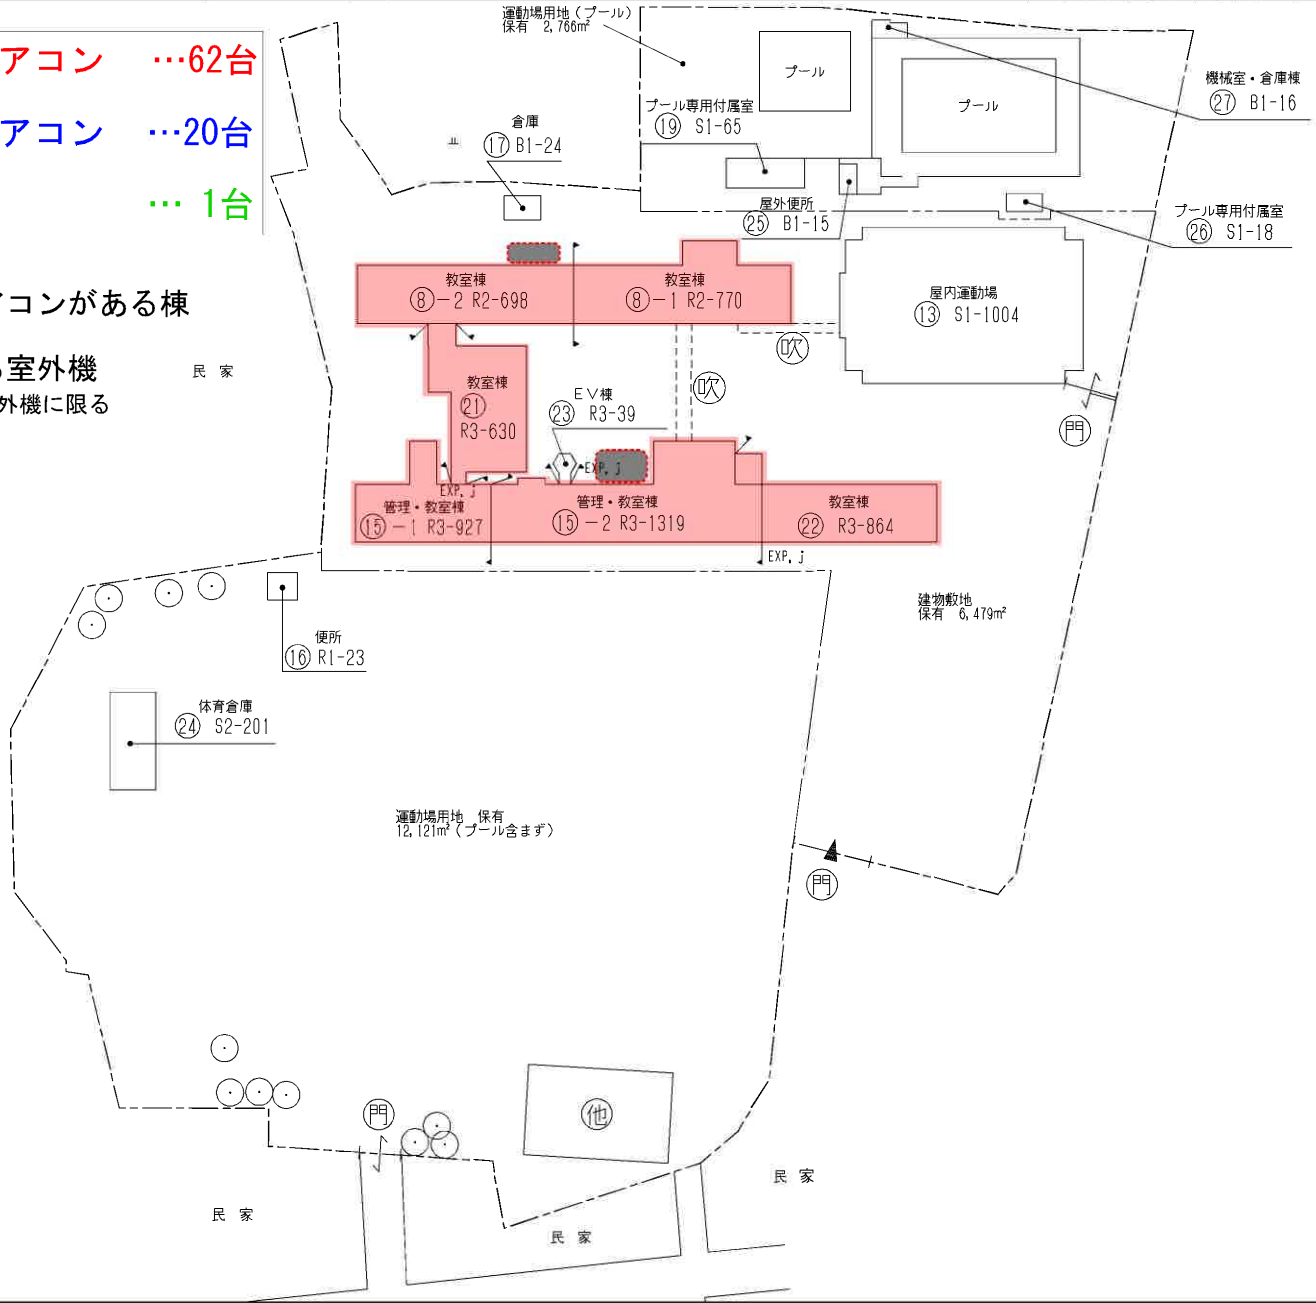 アコン …62台
アコン …20台
… 1台
アコンがある棟
る室外機
外機に限る
民 家
運動場用地(プール)
保有 2,766㎡
プール
プール
機械室・倉庫棟
㉗ B1-16
プール専用付属室
⑲ S1-65
倉庫
⑰ B1-24
屋外便所
㉕ B1-15
プール専用付属室
㉖ S1-18
教室棟
⑧-2 R2-698
教室棟
⑧-1 R2-770
屋内運動場
⑬ S1-1004
吹
吹
教室棟
㉑
R3-630
EV棟
㉓ R3-39
門
EXP.j
EXP.j
管理・教室棟
⑮-1 R3-927
管理・教室棟
⑮-2 R3-1319
教室棟
㉒ R3-864
EXP.j
建物敷地
保有 6,479㎡
便所
⑯ R1-23
体育倉庫
㉔ S2-201
運動場用地 保有
12,121㎡(プール含まず)
門
門
他
民 家
民 家
民 家